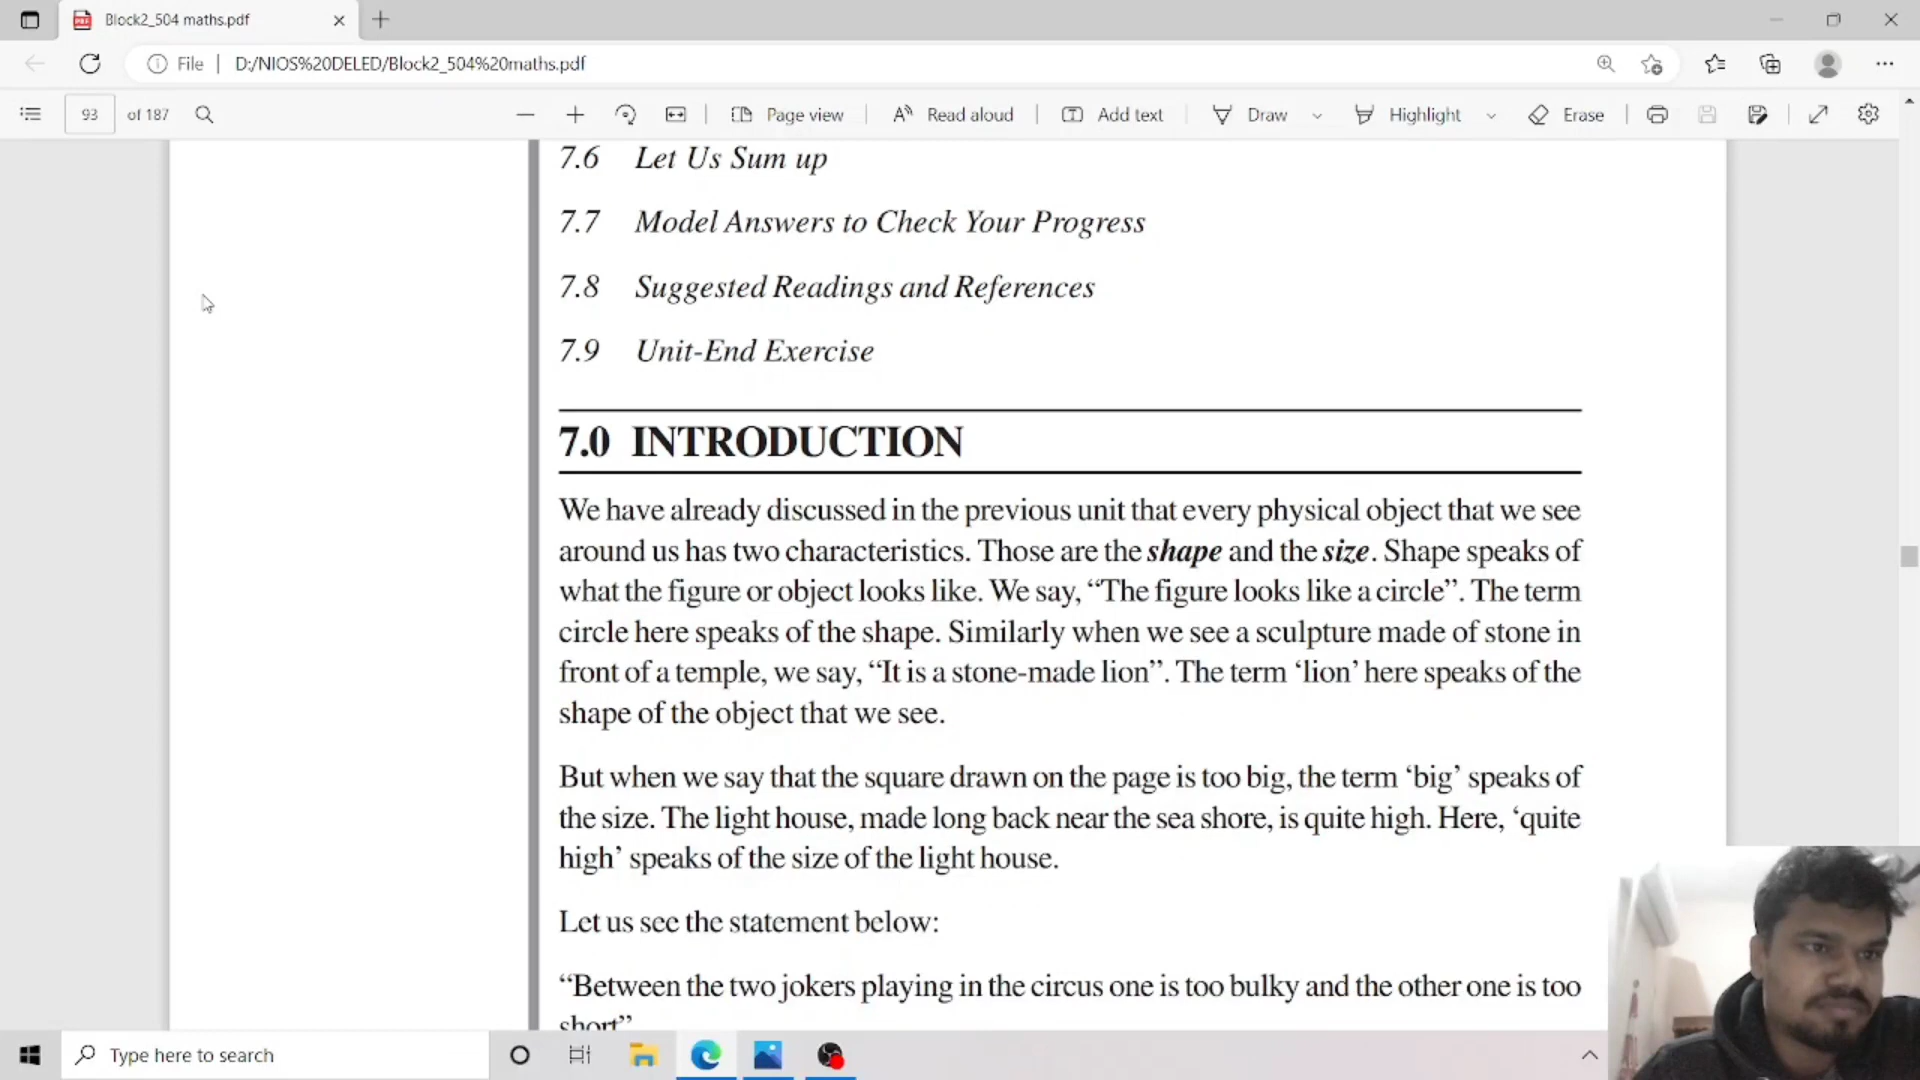 Block2_504 maths.pdf
File | D:/NIOS%20DELED/Block2_504%20maths.pdf
93 of 187 Page view Read aloud Add text Draw Highlight Erase
7.6 Let Us Sum up
7.7 Model Answers to Check Your Progress
7.8 Suggested Readings and References
7.9 Unit-End Exercise
7.0 INTRODUCTION
We have already discussed in the previous unit that every physical object that we see
around us has two characteristics. Those are the shape and the size. Shape speaks of
what the figure or object looks like. We say, “The figure looks like a circle”. The term
circle here speaks of the shape. Similarly when we see a sculpture made of stone in
front of a temple, we say, “It is a stone-made lion”. The term ‘lion’ here speaks of the
shape of the object that we see.
But when we say that the square drawn on the page is too big, the term ‘big’ speaks of
the size. The light house, made long back near the sea shore, is quite high. Here, ‘quite
high’ speaks of the size of the light house.
Let us see the statement below:
“Between the two jokers playing in the circus one is too bulky and the other one is too
short”
Type here to search